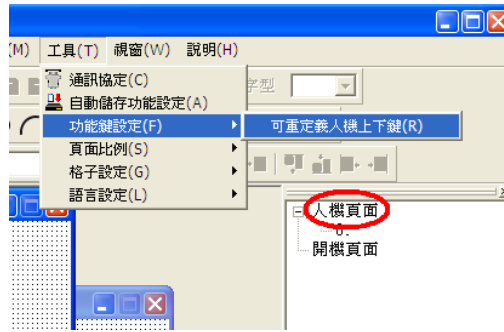 (M) 工具(T) 視窗(W) 說明(H)
字型
通訊協定(C)
自動儲存功能設定(A)
功能鍵設定(F)
可重定義人機上下鍵(R)
頁面比例(S)
格子設定(G)
語言設定(L)
人機頁面
0.
開機頁面